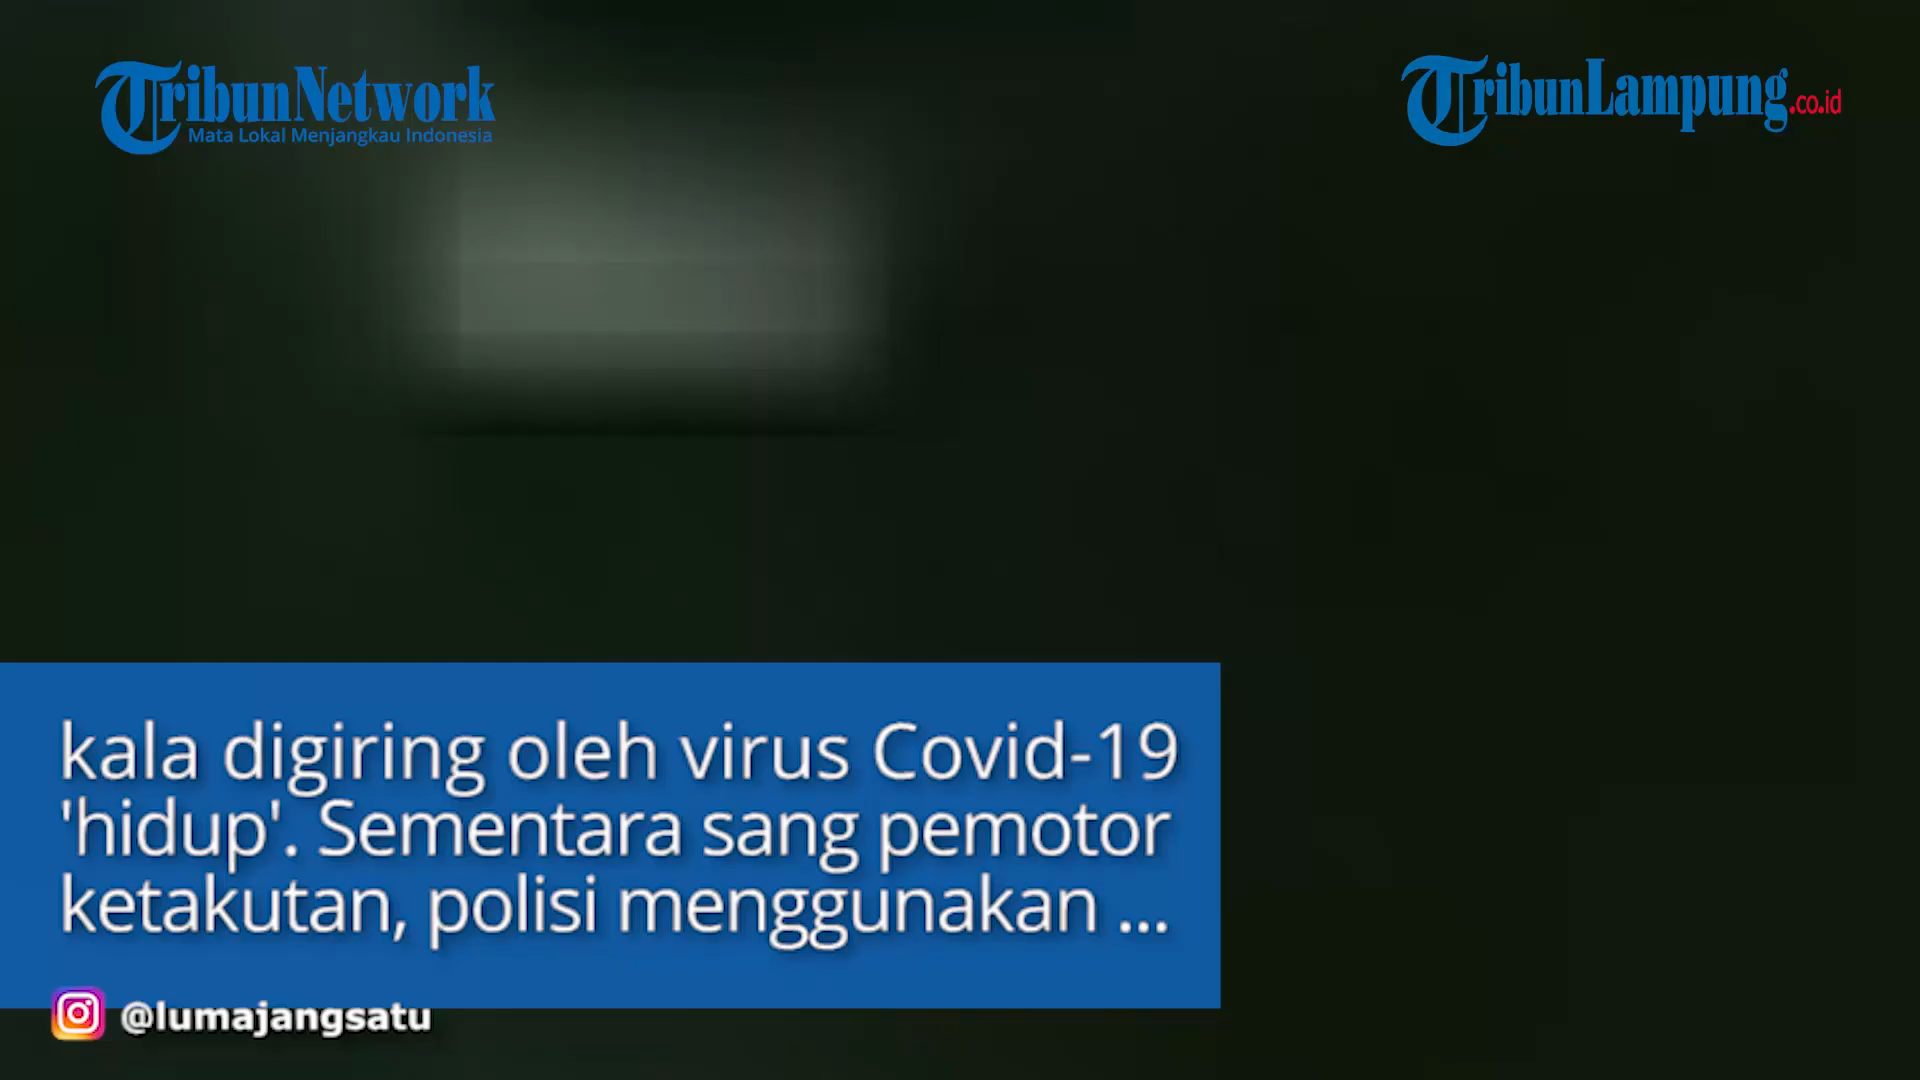 TribunNetwork
Mata Lokal Menjangkau Indonesia
TribunLampung.co.id
kala digiring oleh virus Covid-19
'hidup'. Sementara sang pemotor
ketakutan, polisi menggunakan ...
@lumajangsatu